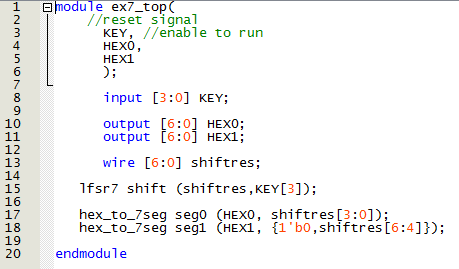 1 module ex7_top(
2 //reset signal
3 KEY, //enable to run
4 HEX0,
5 HEX1
6 );
7
8 input [3:0] KEY;
9
10 output [6:0] HEX0;
11 output [6:0] HEX1;
12
13 wire [6:0] shiftres;
14
15 lfsr7 shift (shiftres,KEY[3]);
16
17 hex_to_7seg seg0 (HEX0, shiftres[3:0]);
18 hex_to_7seg seg1 (HEX1, {1'b0,shiftres[6:4]});
19
20 endmodule